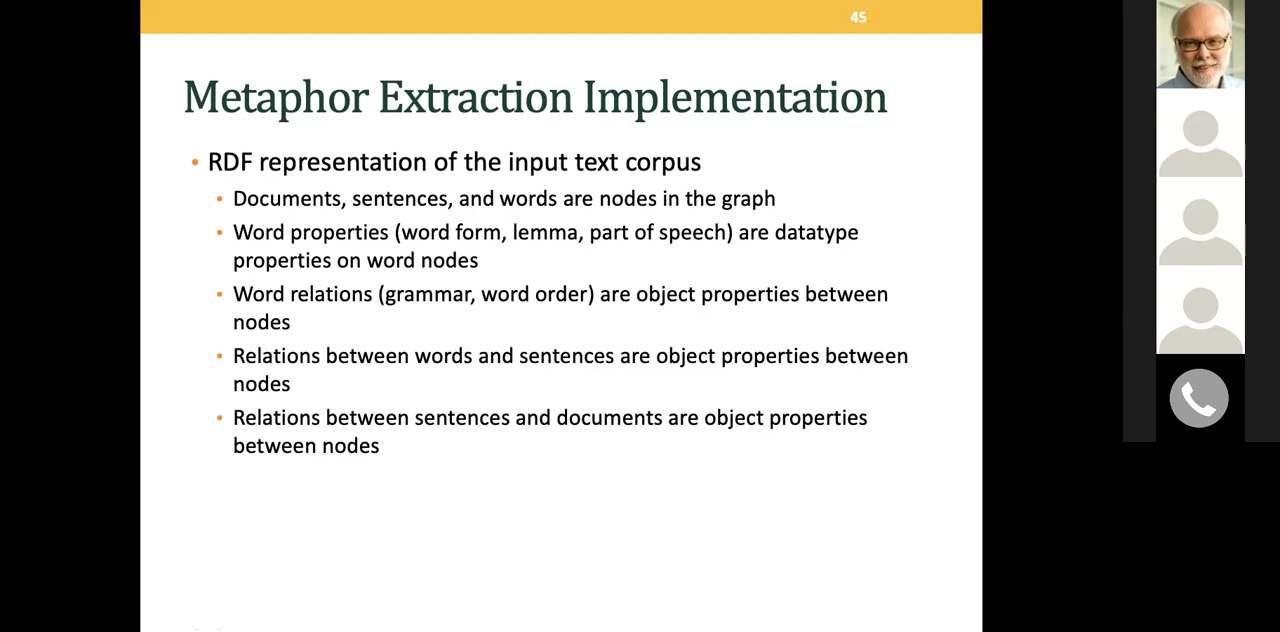 45
Metaphor Extraction Implementation
• RDF representation of the input text corpus
• Documents, sentences, and words are nodes in the graph
• Word properties (word form, lemma, part of speech) are datatype
properties on word nodes
• Word relations (grammar, word order) are object properties between
nodes
• Relations between words and sentences are object properties between
nodes
• Relations between sentences and documents are object properties
between nodes